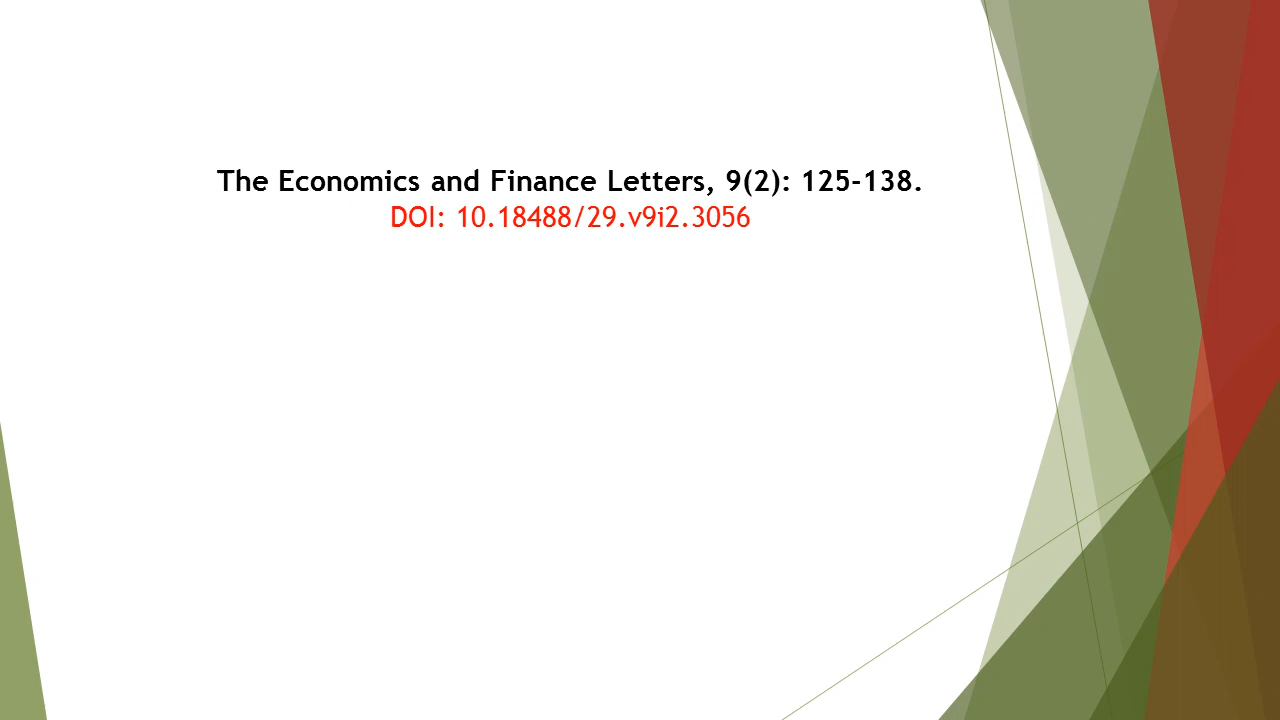 The Economics and Finance Letters, 9(2): 125-138.
DOI: 10.18488/29.v9i2.3056